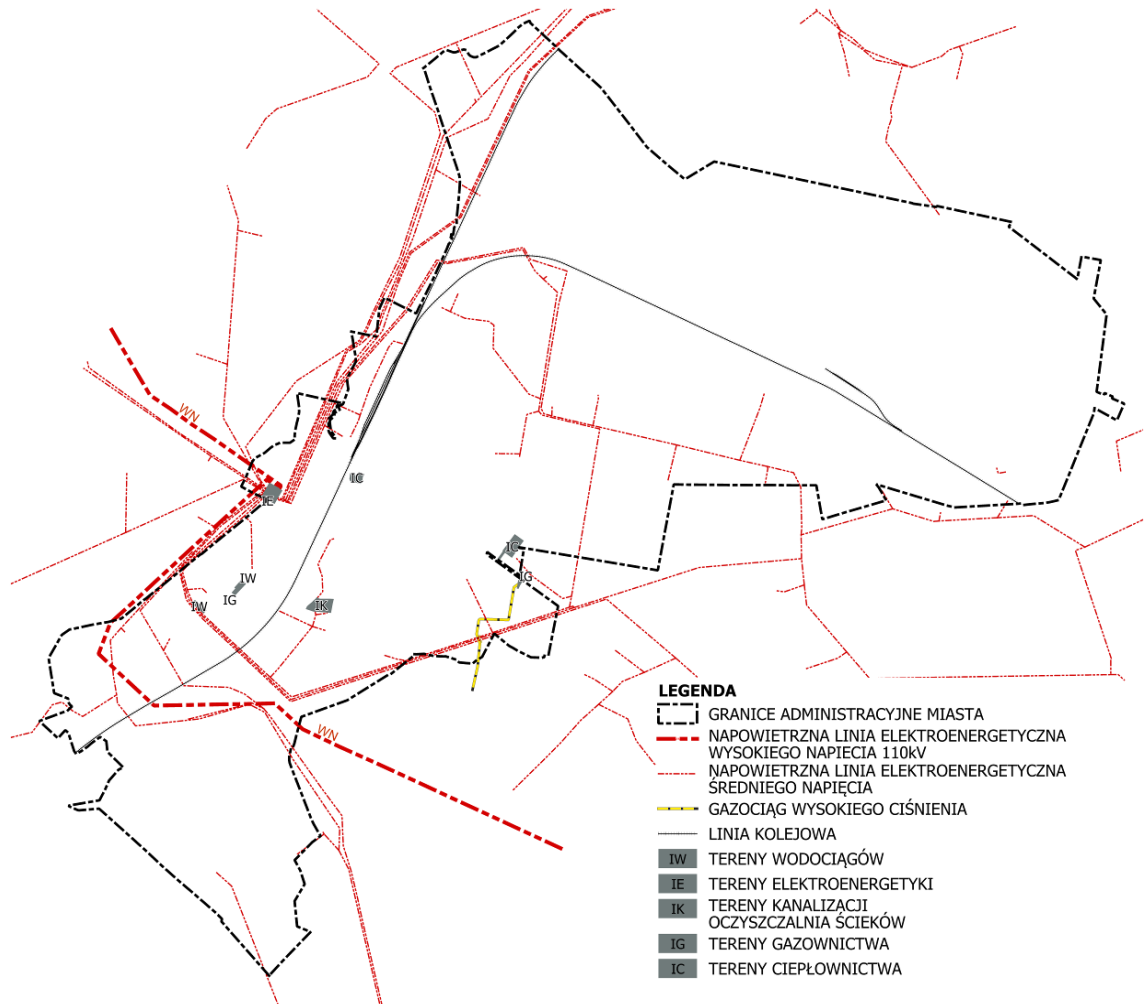 WN
IC
IE
IC
IW
IG
IG
IW
IK
WN
LEGENDA
GRANICE ADMINISTRACYJNE MIASTA
NAPOWIETRZNA LINIA ELEKTROENERGETYCZNA
WYSOKIEGO NAPIECIA 110kV
NAPOWIETRZNA LINIA ELEKTROENERGETYCZNA
ŚREDNIEGO NAPIĘCIA
GAZOCIĄG WYSOKIEGO CIŚNIENIA
LINIA KOLEJOWA
IW TERENY WODOCIĄGÓW
IE TERENY ELEKTROENERGETYKI
IK TERENY KANALIZACJI
OCZYSZCZALNIA ŚCIEKÓW
IG TERENY GAZOWNICTWA
IC TERENY CIEPŁOWNICTWA